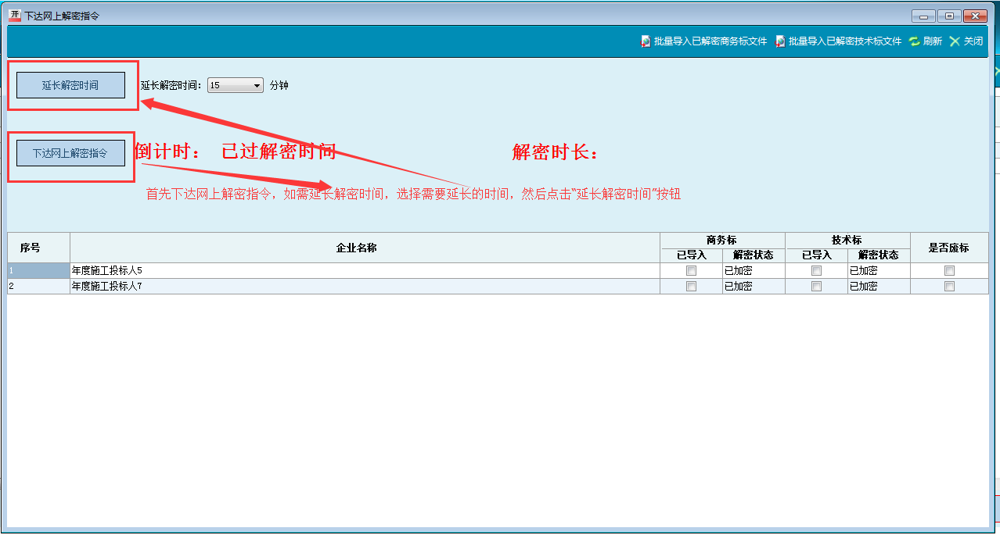 开 下达网上解密指令
批量导入已解密商务标文件 批量导入已解密技术标文件 刷新 关闭
延长解密时间 延长解密时间： 15 分钟
下达网上解密指令 倒计时： 已过解密时间 解密时长：
首先下达网上解密指令，如需延长解密时间，选择需要延长的时间，然后点击“延长解密时间”按钮
序号 企业名称 商务标 技术标 是否废标
已导入 解密状态 已导入 解密状态
1 年度施工投标人5 已加密 已加密
2 年度施工投标人7 已加密 已加密